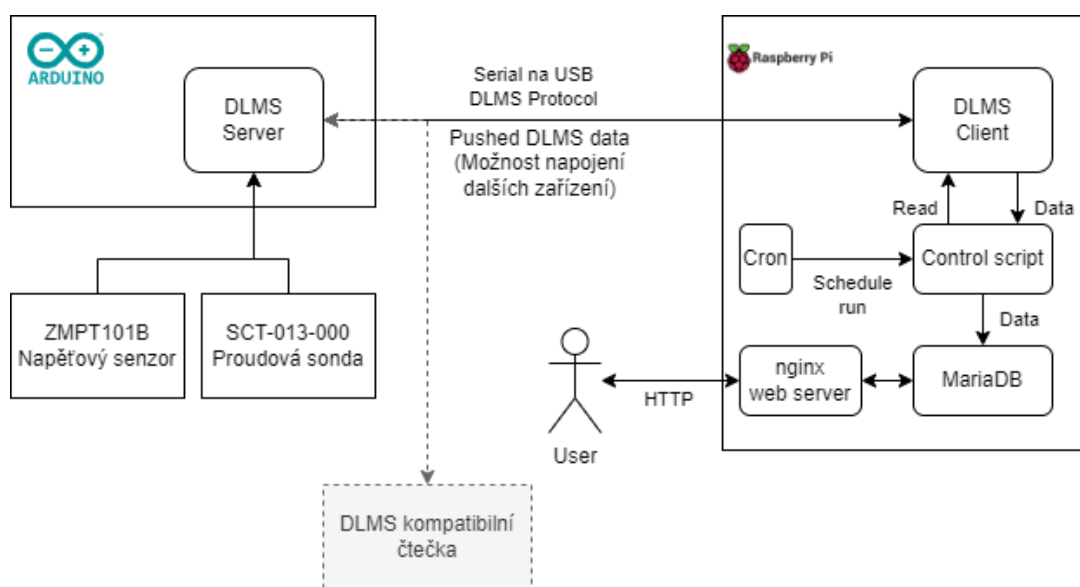 ARDUINO
DLMS
Server
Serial na USB
DLMS Protocol
Pushed DLMS data
(Možnost napojení
dalších zařízení)
Raspberry Pi
DLMS
Client
Read
Data
Cron
Schedule
run
Control script
Data
ZMPT101B
Napěťový senzor
SCT-013-000
Proudová sonda
User
HTTP
nginx
web server
MariaDB
DLMS kompatibilní
čtečka